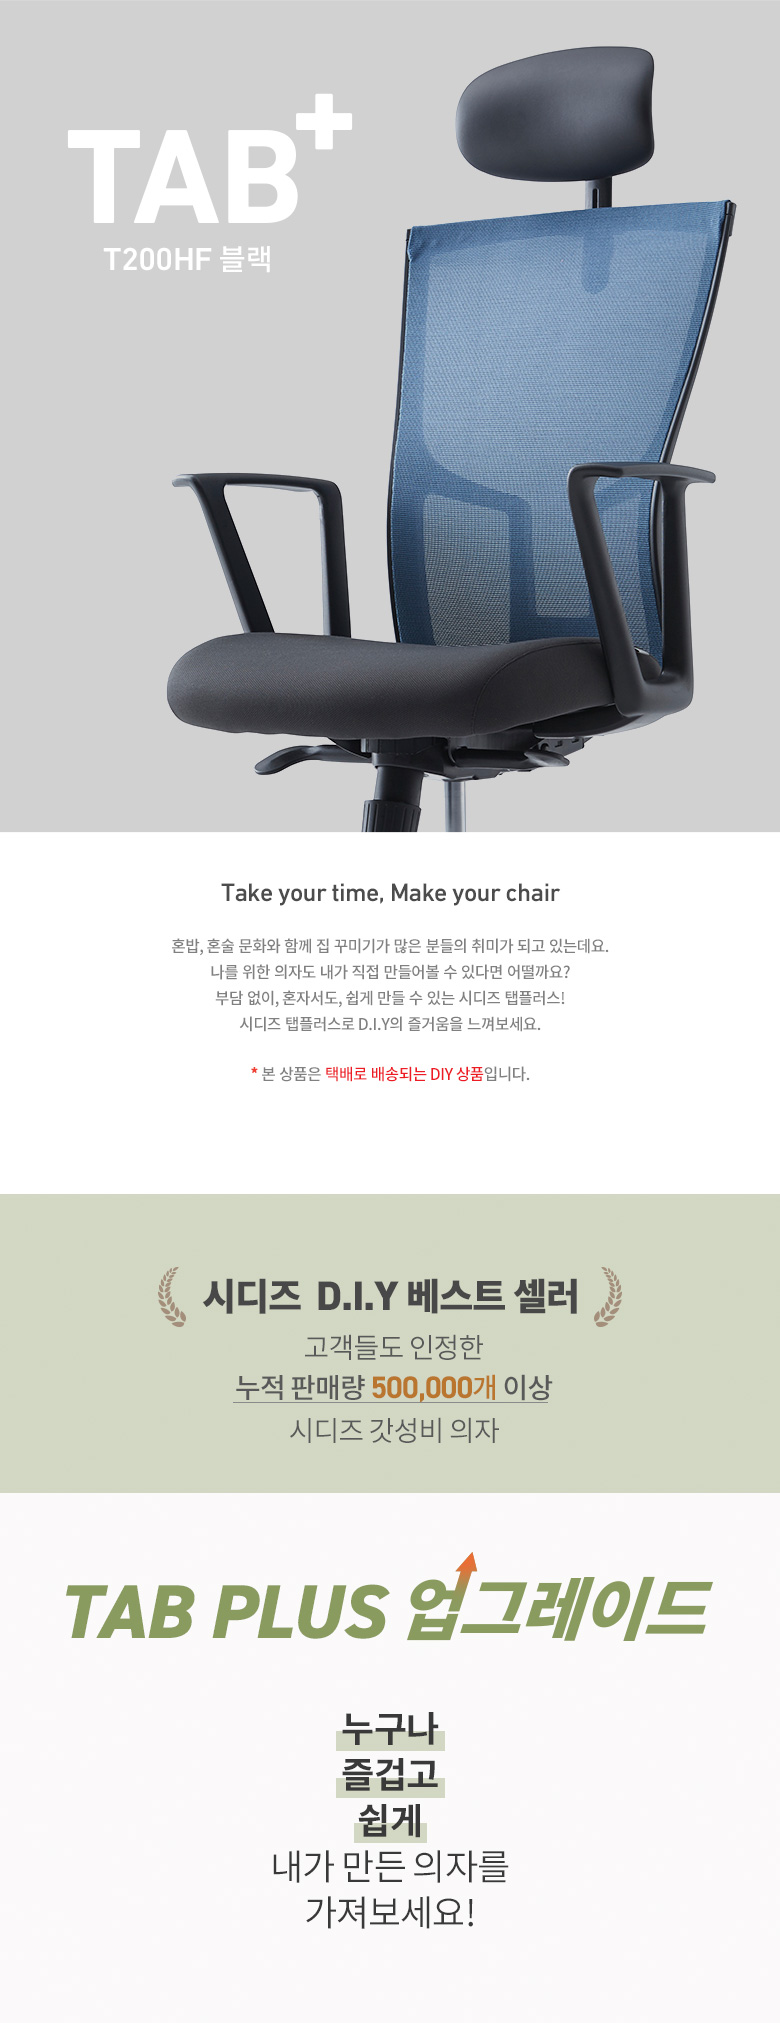 TAB+
T200HF 블랙
Take your time, Make your chair
혼밥, 혼술 문화와 함께 집 꾸미기가 많은 분들의 취미가 되고 있는데요.
나를 위한 의자도 내가 직접 만들어볼 수 있다면 어떨까요?
부담 없이, 혼자서도, 쉽게 만들 수 있는 시디즈 탭플러스!
시디즈 탭플러스로 D.I.Y의 즐거움을 느껴보세요.
* 본 상품은 택배로 배송되는 DIY 상품입니다.
시디즈 D.I.Y 베스트 셀러
고객들도 인정한
누적 판매량 500,000개 이상
시디즈 갓성비 의자
TAB PLUS 업그레이드
누구나
즐겁고
쉽게
내가 만든 의자를
가져보세요!